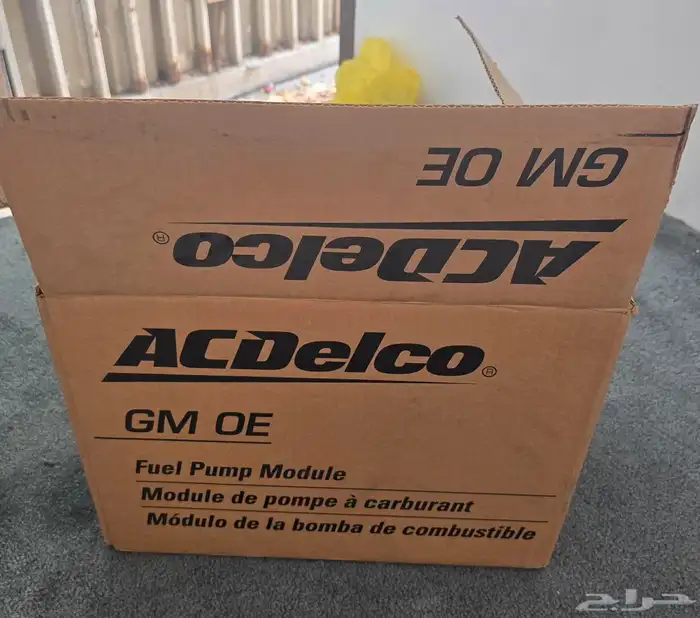 GM OE
ACDelco®
ACDelco®
GM OE
Fuel Pump Module
Module de pompe à carburant
Módulo de la bomba de combustible
حراج